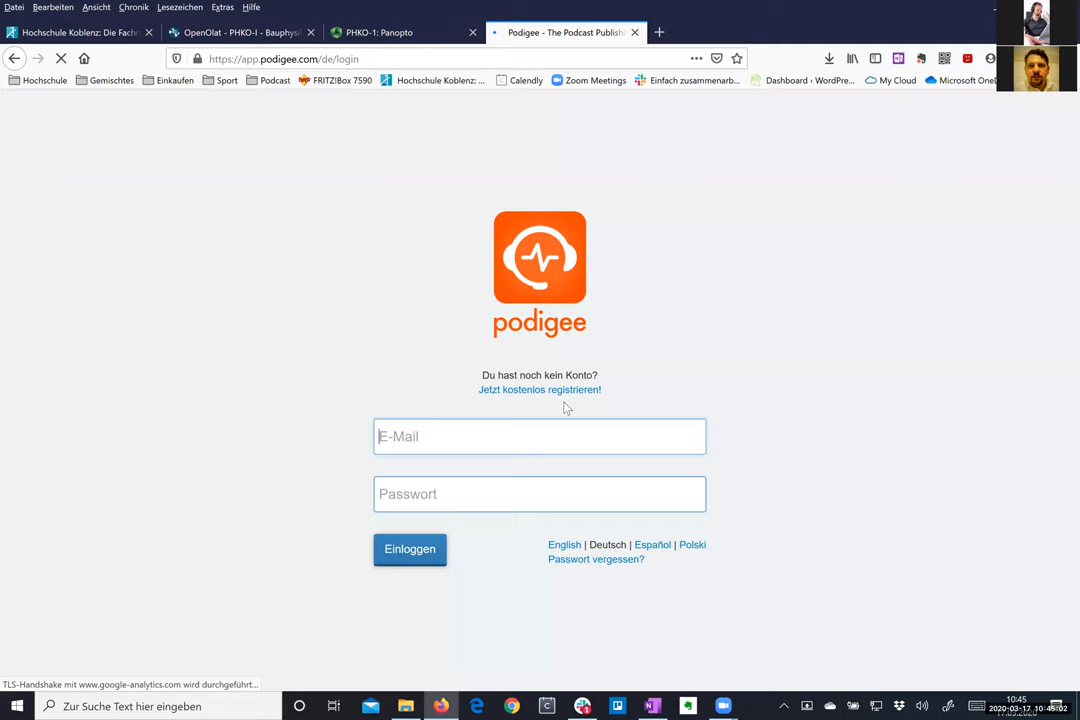 Datei Bearbeiten Ansicht Chronik Lesezeichen Extras Hilfe
Hochschule Koblenz: Die Fachh
OpenOlat - PHKO-I - Bauphysi
PHKO-1: Panopto
Podigee - The Podcast Publish
https://app.podigee.com/de/login
Hochschule Gemischtes Einkaufen Sport Podcast FRITZ!Box 7590 Hochschule Koblenz: ... Calendly Zoom Meetings Einfach zusammenarb... Dashboard ‹ WordPre... My Cloud Microsoft OneD
podigee
Du hast noch kein Konto?
Jetzt kostenlos registrieren!
E-Mail
Passwort
Einloggen
English | Deutsch | Español | Polski
Passwort vergessen?
TLS-Handshake mit www.google-analytics.com wird durchgeführt...
Zur Suche Text hier eingeben
10:45
2020-03-17 10:45:02